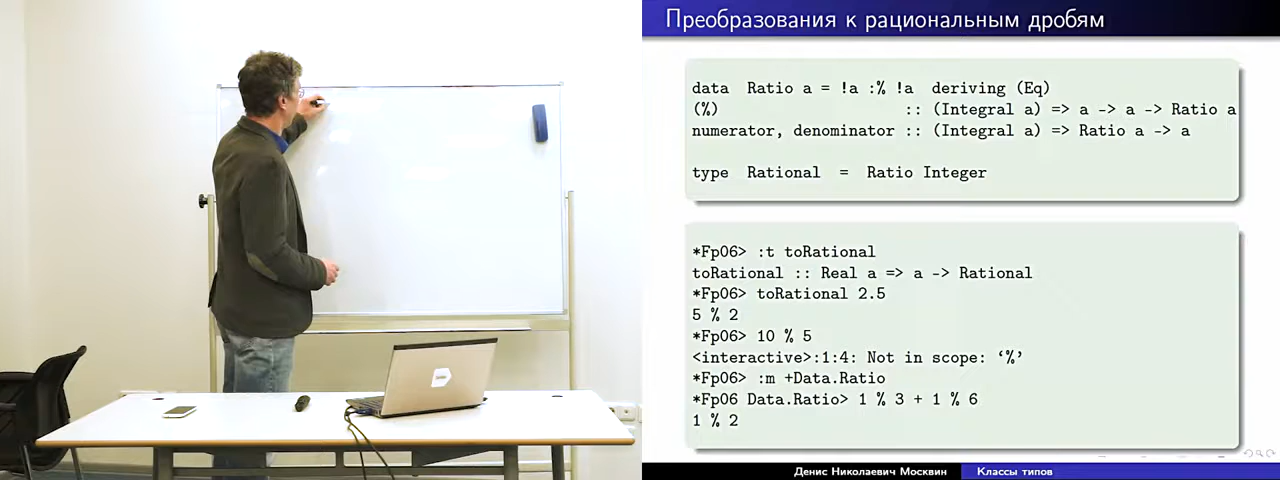 Преобразования к рациональным дробям
data Ratio a = !a :% !a deriving (Eq)
(%) :: (Integral a) => a -> a -> Ratio a
numerator, denominator :: (Integral a) => Ratio a -> a
type Rational = Ratio Integer
*Fp06> :t toRational
toRational :: Real a => a -> Rational
*Fp06> toRational 2.5
5 % 2
*Fp06> 10 % 5
<interactive>:1:4: Not in scope: ‘%’
*Fp06> :m +Data.Ratio
*Fp06 Data.Ratio> 1 % 3 + 1 % 6
1 % 2
Денис Николаевич Москвин Классы типов